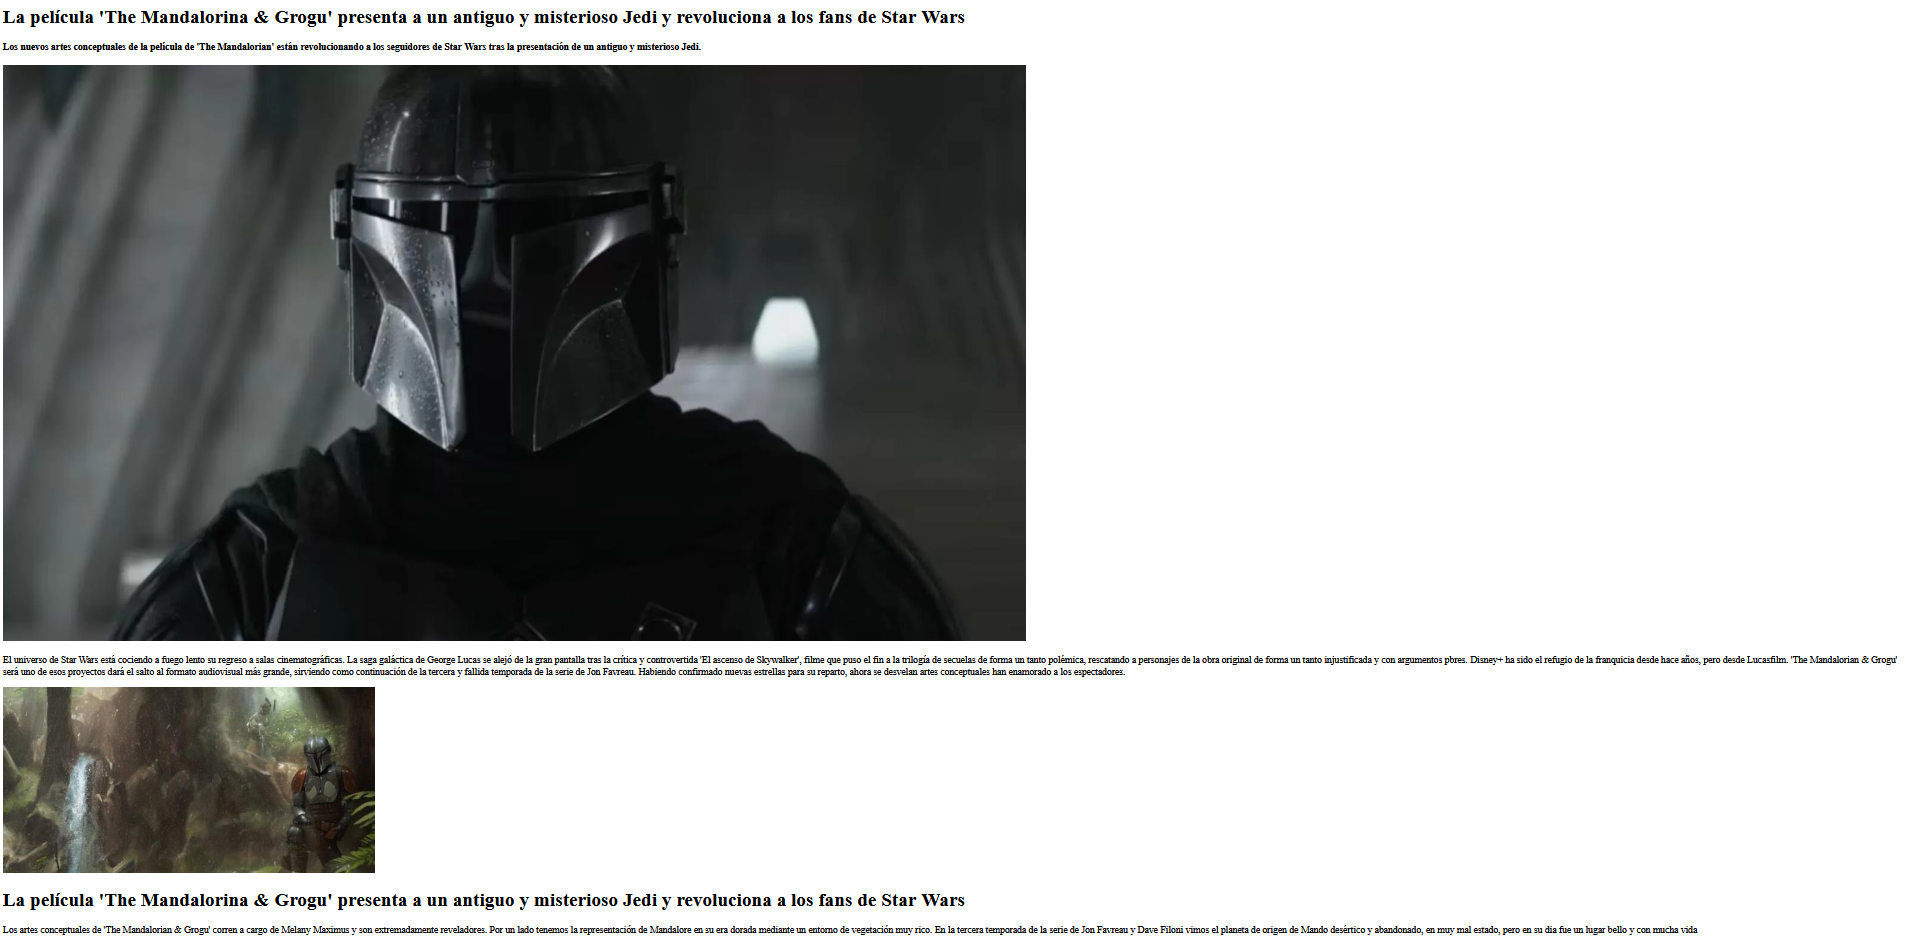 La película 'The Mandalorina & Grogu' presenta a un antiguo y misterioso Jedi y revoluciona a los fans de Star Wars
Los nuevos artes conceptuales de la película de 'The Mandalorian' están revolucionando a los seguidores de Star Wars tras la presentación de un antiguo y misterioso Jedi.
El universo de Star Wars está cociendo a fuego lento su regreso a salas cinematográficas. La saga galáctica de George Lucas se alejó de la gran pantalla tras la crítica y controvertida 'El ascenso de Skywalker', filme que puso el fin a la trilogía de secuelas de forma un tanto polémica, rescatando a personajes de la obra original de forma un tanto injustificada y con argumentos pbres. Disney+ ha sido el refugio de la franquicia desde hace años, pero desde Lucasfilm. 'The Mandalorian & Grogu'
será uno de esos proyectos dará el salto al formato audiovisual más grande, sirviendo como continuación de la tercera y fallida temporada de la serie de Jon Favreau. Habiendo confirmado nuevas estrellas para su reparto, ahora se desvelan artes conceptuales han enamorado a los espectadores.
La película 'The Mandalorina & Grogu' presenta a un antiguo y misterioso Jedi y revoluciona a los fans de Star Wars
Los artes conceptuales de 'The Mandalorian & Grogu' corren a cargo de Melany Maximus y son extremadamente reveladores. Por un lado tenemos la representación de Mandalore en su era dorada mediante un entorno de vegetación muy rico. En la tercera temporada de la serie de Jon Favreau y Dave Filoni vimos el planeta de origen de Mando desértico y abandonado, en muy mal estado, pero en su dia fue un lugar bello y con mucha vida